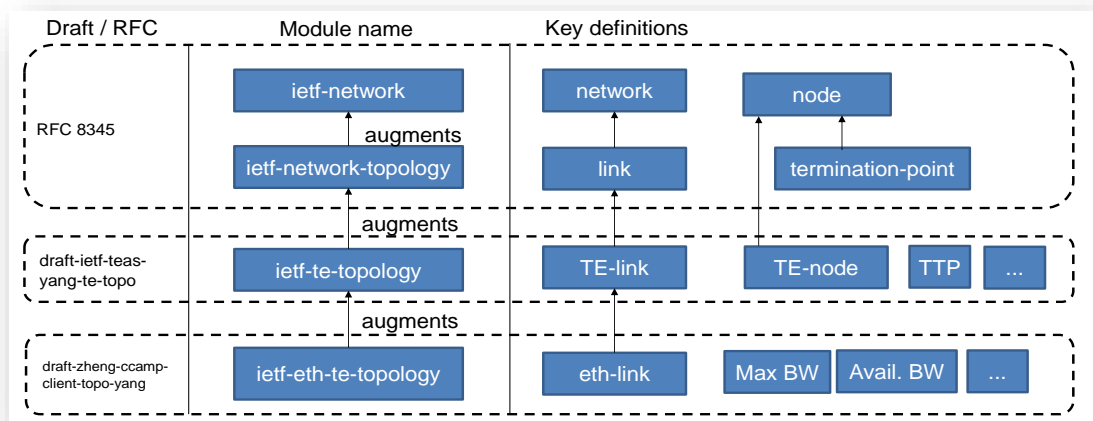 Draft / RFC
Module name
Key definitions
RFC 8345
ietf-network
augments
ietf-network-topology
network
link
node
termination-point
augments
draft-ietf-teas-
yang-te-topo
ietf-te-topology
TE-link
TE-node
TTP
...
augments
draft-zheng-ccamp-
client-topo-yang
ietf-eth-te-topology
eth-link
Max BW
Avail. BW
...